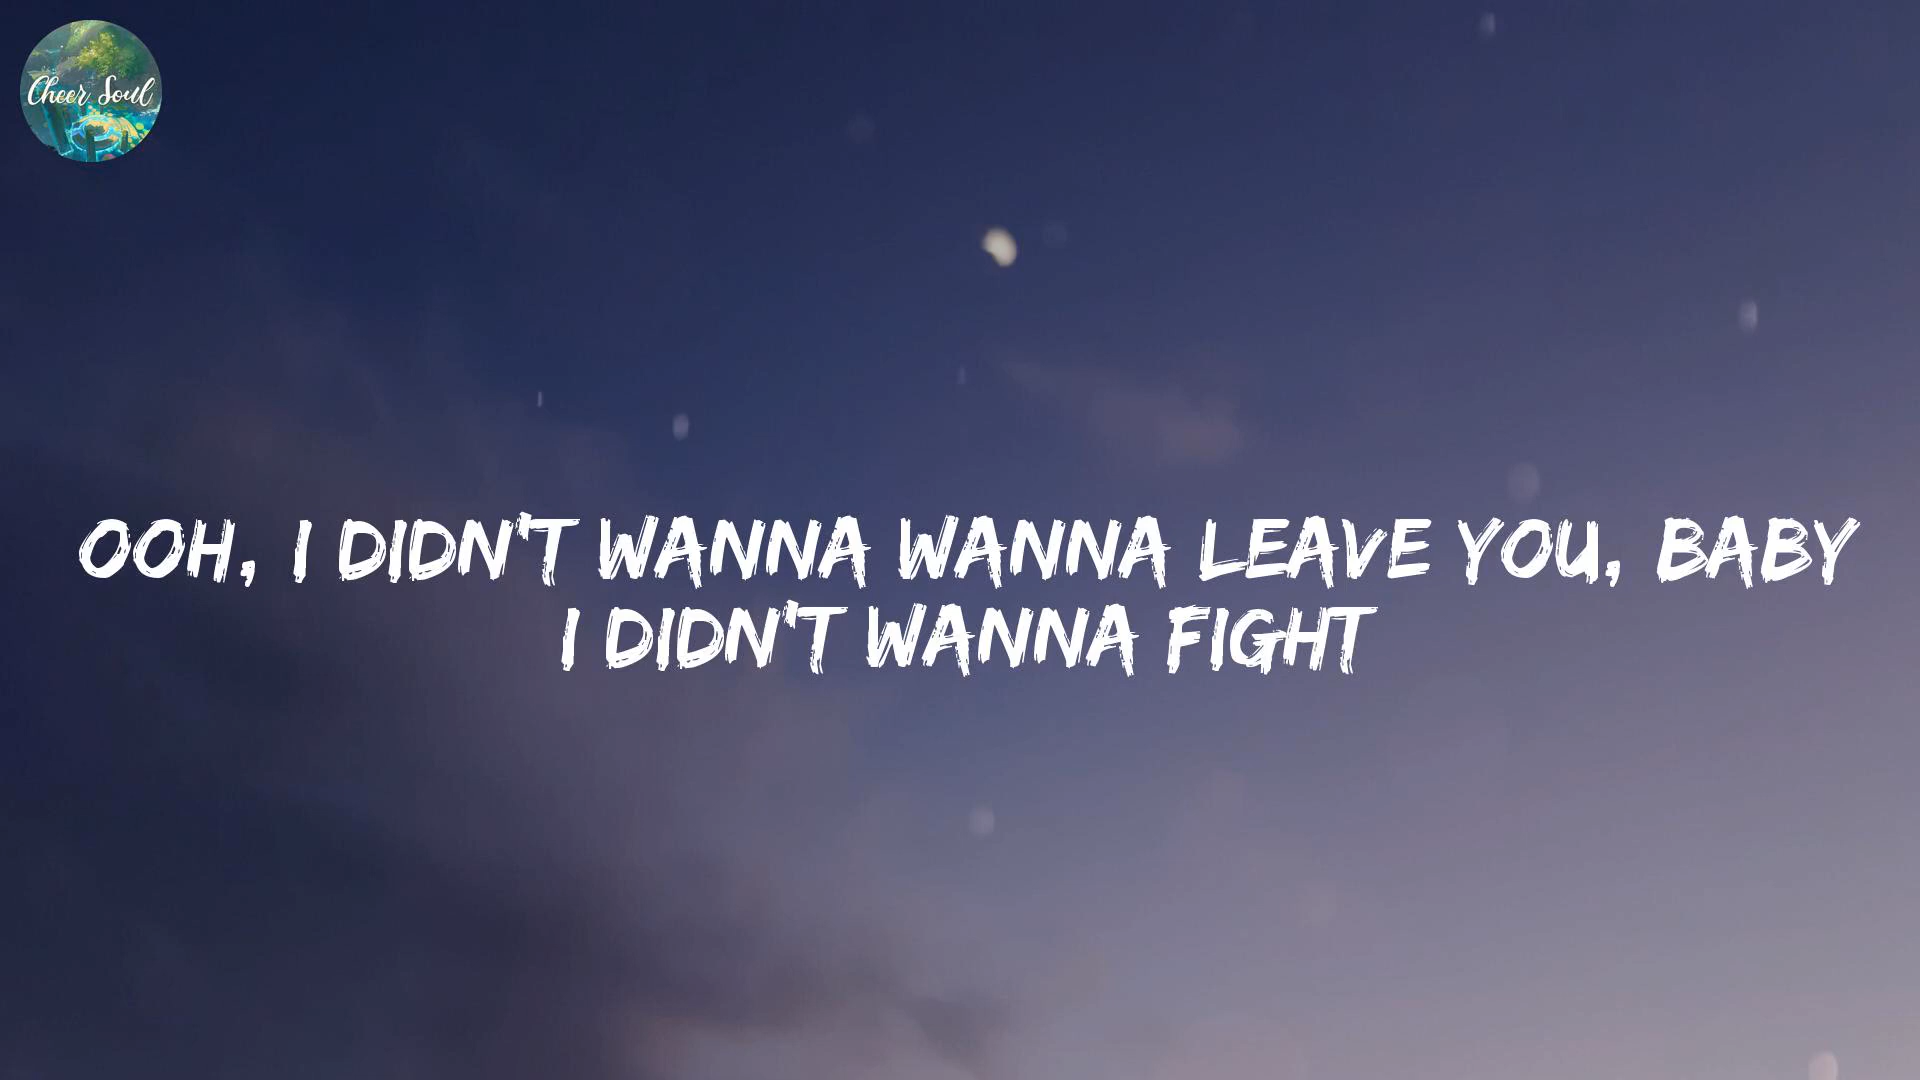 Cheer Soul
OOH, I DIDN'T WANNA WANNA LEAVE YOU, BABY
I DIDN'T WANNA FIGHT